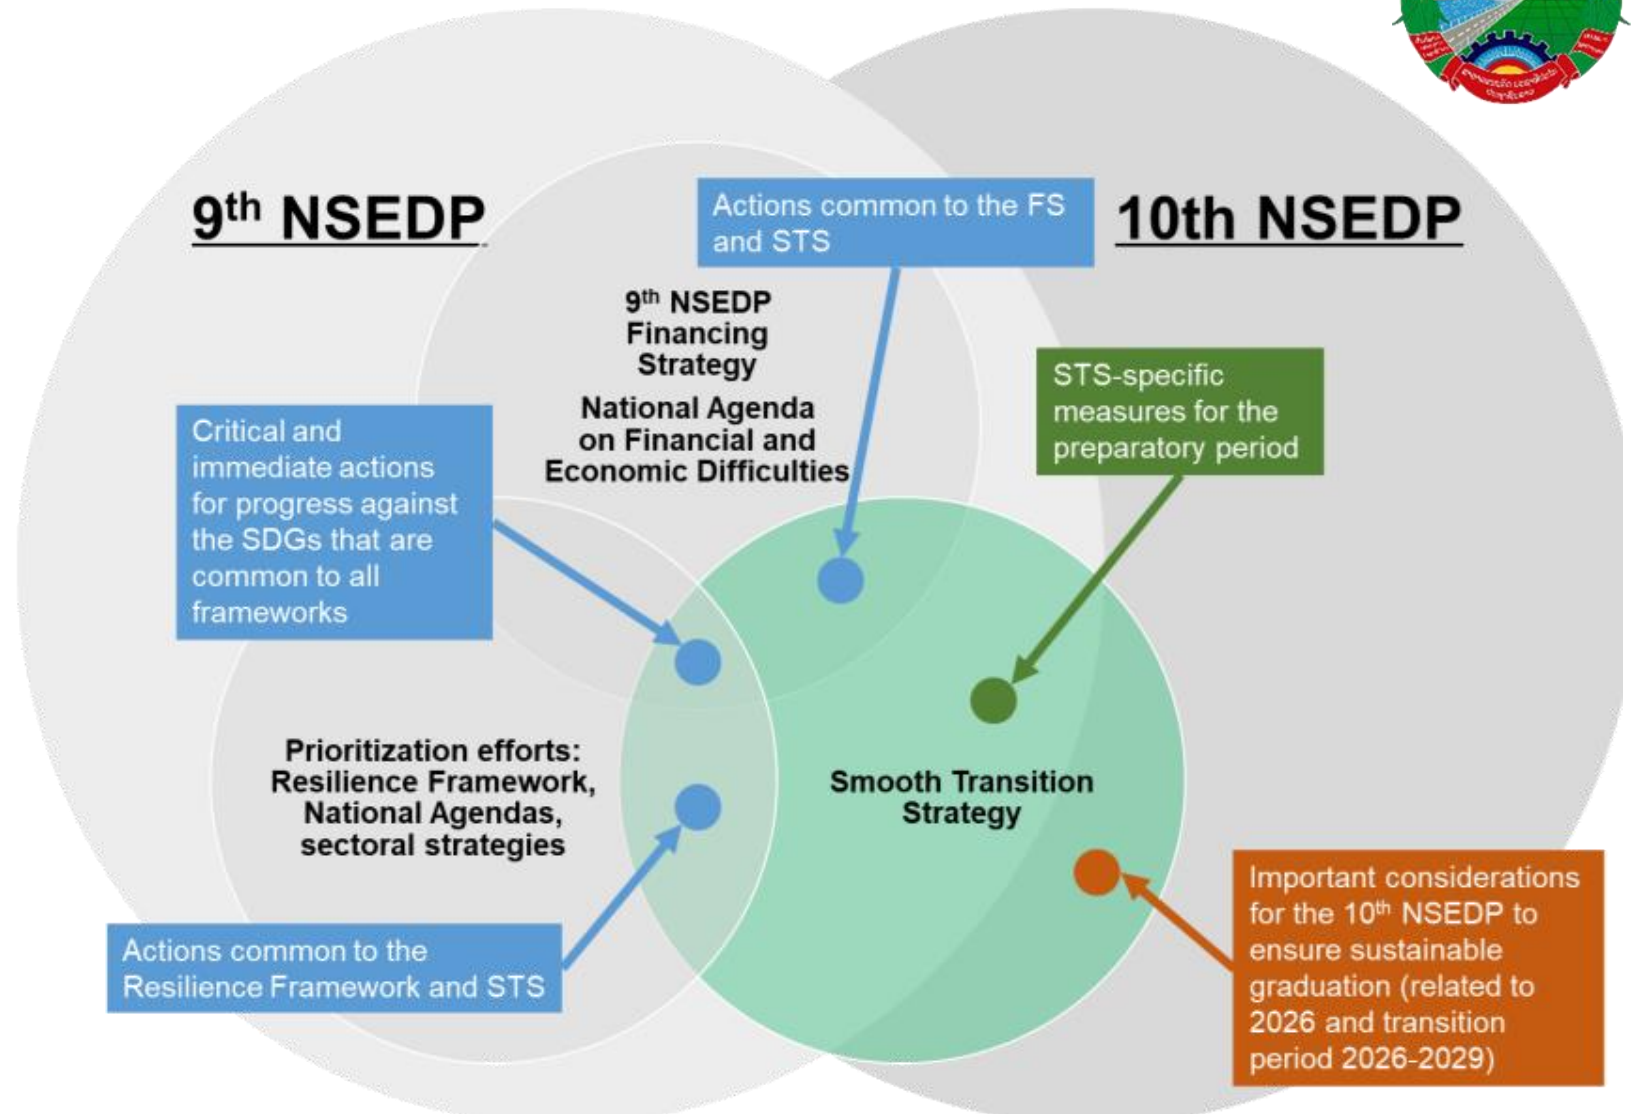 9th NSEDP
10th NSEDP
Actions common to the FS
and STS
9th NSEDP
Financing
Strategy
National Agenda
on Financial and
Economic Difficulties
STS-specific
measures for the
preparatory period
Critical and
immediate actions
for progress against
the SDGs that are
common to all
frameworks
Prioritization efforts:
Resilience Framework,
National Agendas,
sectoral strategies
Smooth Transition
Strategy
Actions common to the
Resilience Framework and STS
Important considerations
for the 10th NSEDP to
ensure sustainable
graduation (related to
2026 and transition
period 2026-2029)